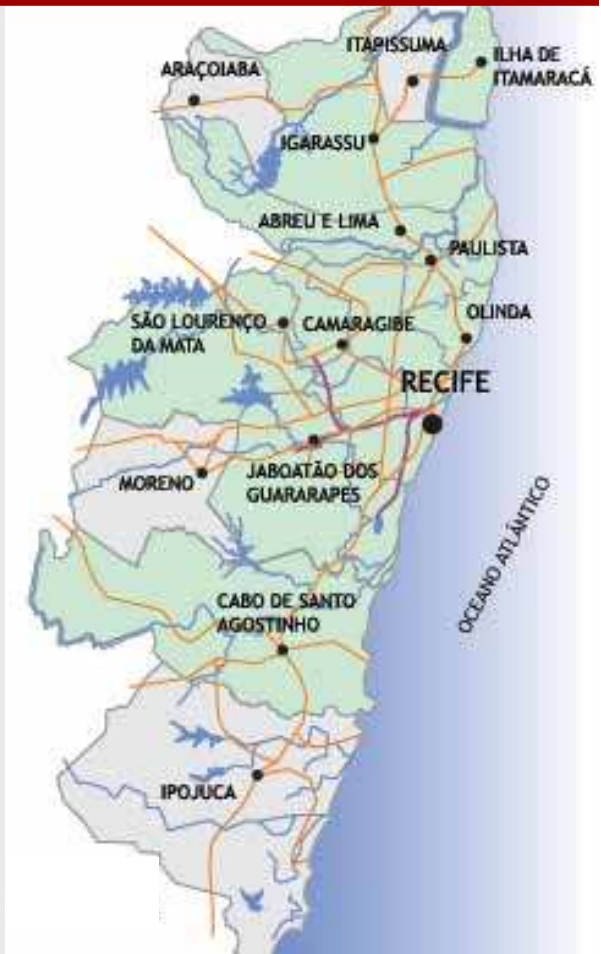 ITAPISSUMA
ILHA DE
ITAMARACÁ
ARAÇOIABA
IGARASSU
ABREU E LIMA
PAULISTA
OLINDA
SÃO LOURENÇO
DA MATA
CAMARAGIBE
RECIFE
JABOATÃO DOS
GUARARAPES
MORENO
OCEANO ATLÂNTICO
CABO DE SANTO
AGOSTINHO
IPOJUCA